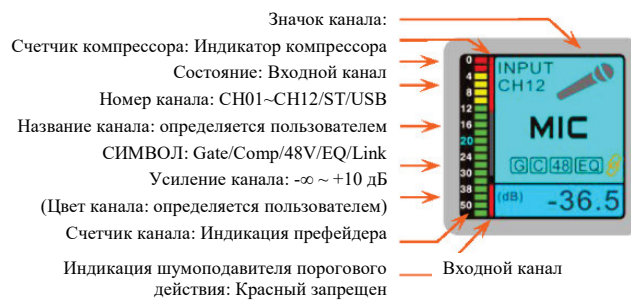 Значок канала:
Счетчик компрессора: Индикатор компрессора
Состояние: Входной канал
Номер канала: CH01~CH12/ST/USB
Название канала: определяется пользователем
СИМВОЛ: Gate/Comp/48V/EQ/Link
Усиление канала: -∞ ~ +10 дБ
(Цвет канала: определяется пользователем)
Счетчик канала: Индикация префейдера
Индикация шумоподавителя порогового
действия: Красный запрещен
Входной канал
0
4
8
12
16
20
24
30
38
50
INPUT
CH12
MIC
G C 48 EQ
(dB) -36.5